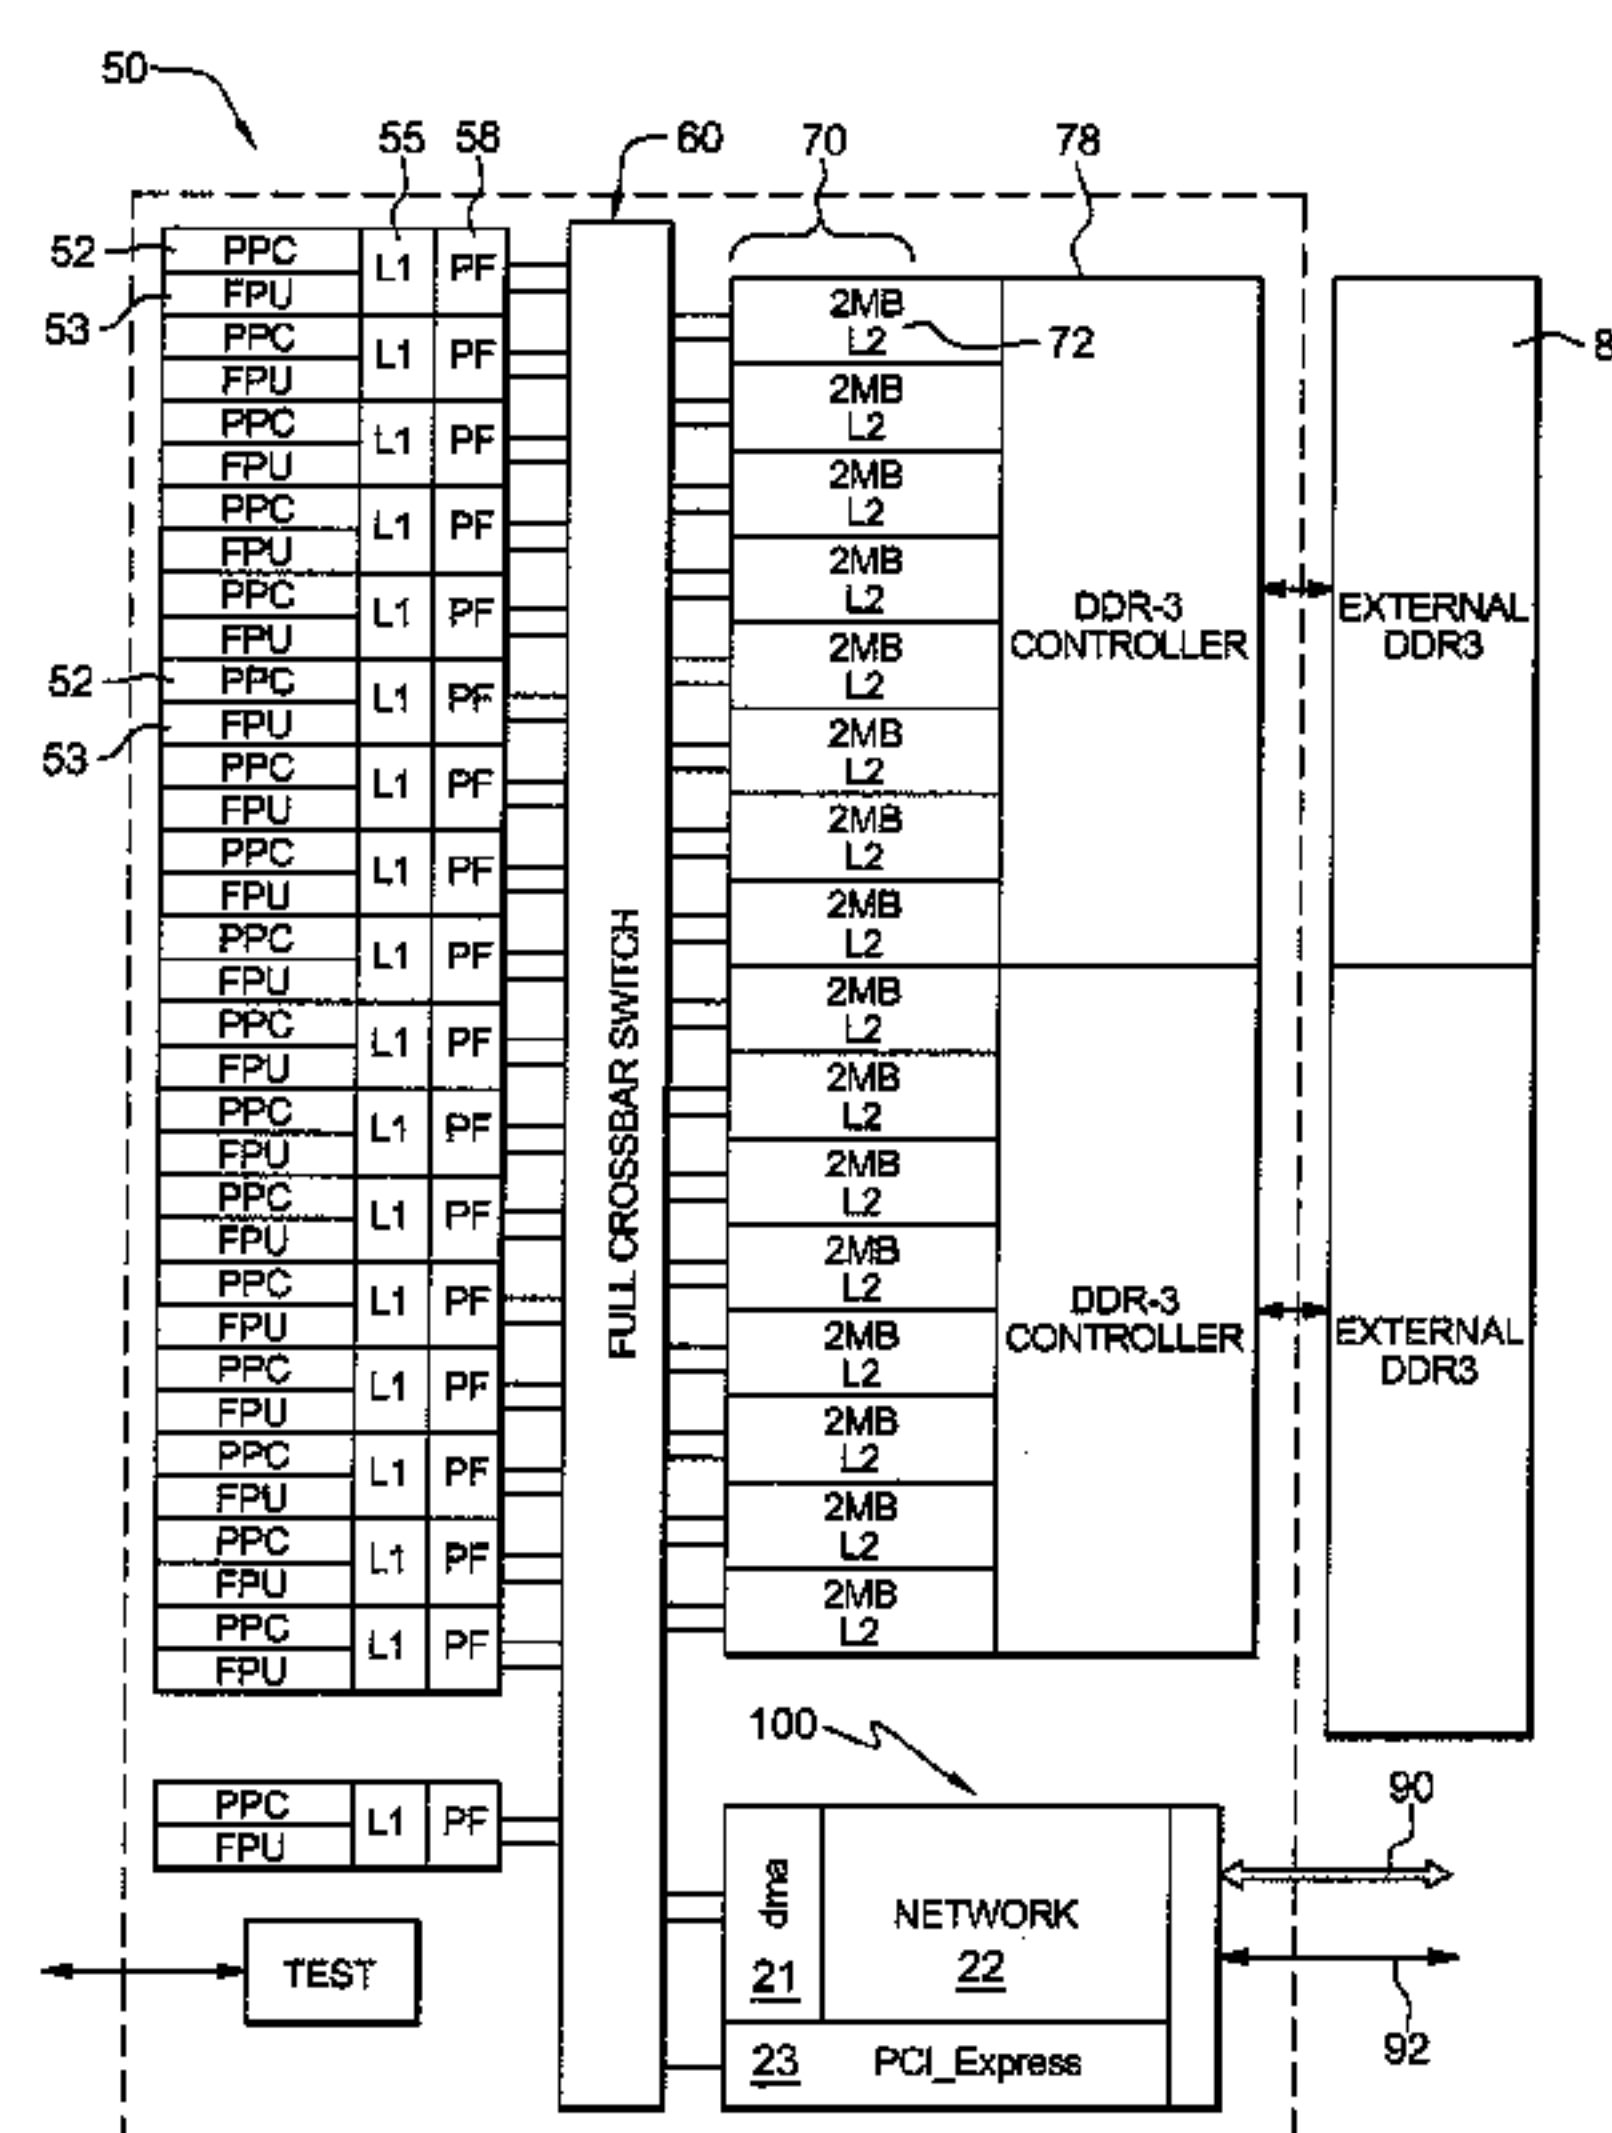 50
55
58
60
70
78
52
53
PPC
FPU
L1
PF
PPC
FPU
L1
PF
PPC
FPU
L1
PF
PPC
FPU
L1
PF
PPC
FPU
L1
PF
52
53
PPC
FPU
L1
PF
PPC
FPU
L1
PF
PPC
FPU
L1
PF
PPC
FPU
L1
PF
PPC
FPU
L1
PF
PPC
FPU
L1
PF
PPC
FPU
L1
PF
PPC
FPU
L1
PF
PPC
FPU
L1
PF
PPC
FPU
L1
PF
PPC
FPU
L1
PF
PPC
FPU
L1
PF
PPC
FPU
L1
PF
TEST
FULL CROSSBAR SWITCH
2MB
L2
72
2MB
L2
2MB
L2
2MB
L2
2MB
L2
2MB
L2
2MB
L2
2MB
L2
2MB
L2
2MB
L2
2MB
L2
2MB
L2
2MB
L2
2MB
L2
2MB
L2
2MB
L2
DDR-3
CONTROLLER
DDR-3
CONTROLLER
8
EXTERNAL
DDR3
EXTERNAL
DDR3
100
dma
21
NETWORK
22
23
PCI_Express
90
92